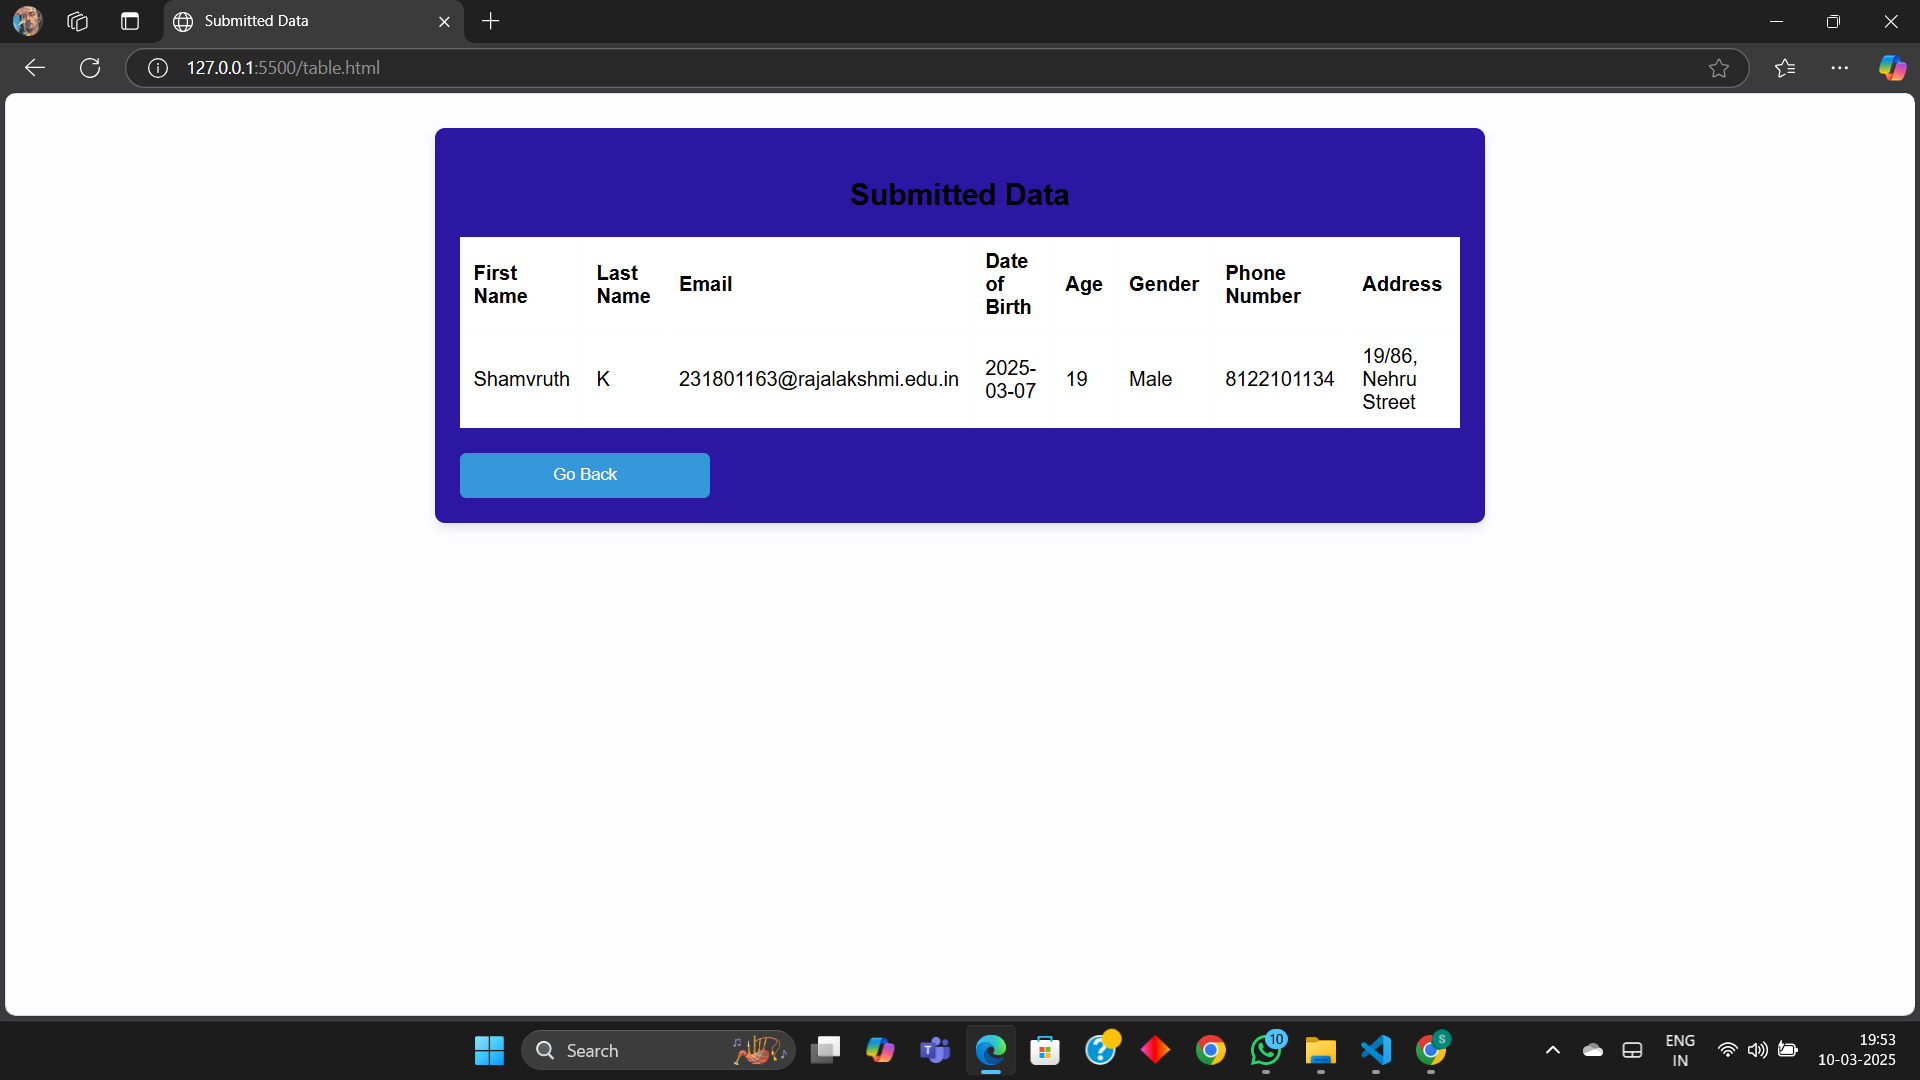 Submitted Data
127.0.0.1:5500/table.html
Submitted Data
First Name
Last Name
Email
Date of Birth
Age
Gender
Phone Number
Address
Shamvruth
K
231801163@rajalakshmi.edu.in
2025-03-07
19
Male
8122101134
19/86,
Nehru
Street
Go Back
Search
10
S
ENG
IN
19:53
10-03-2025